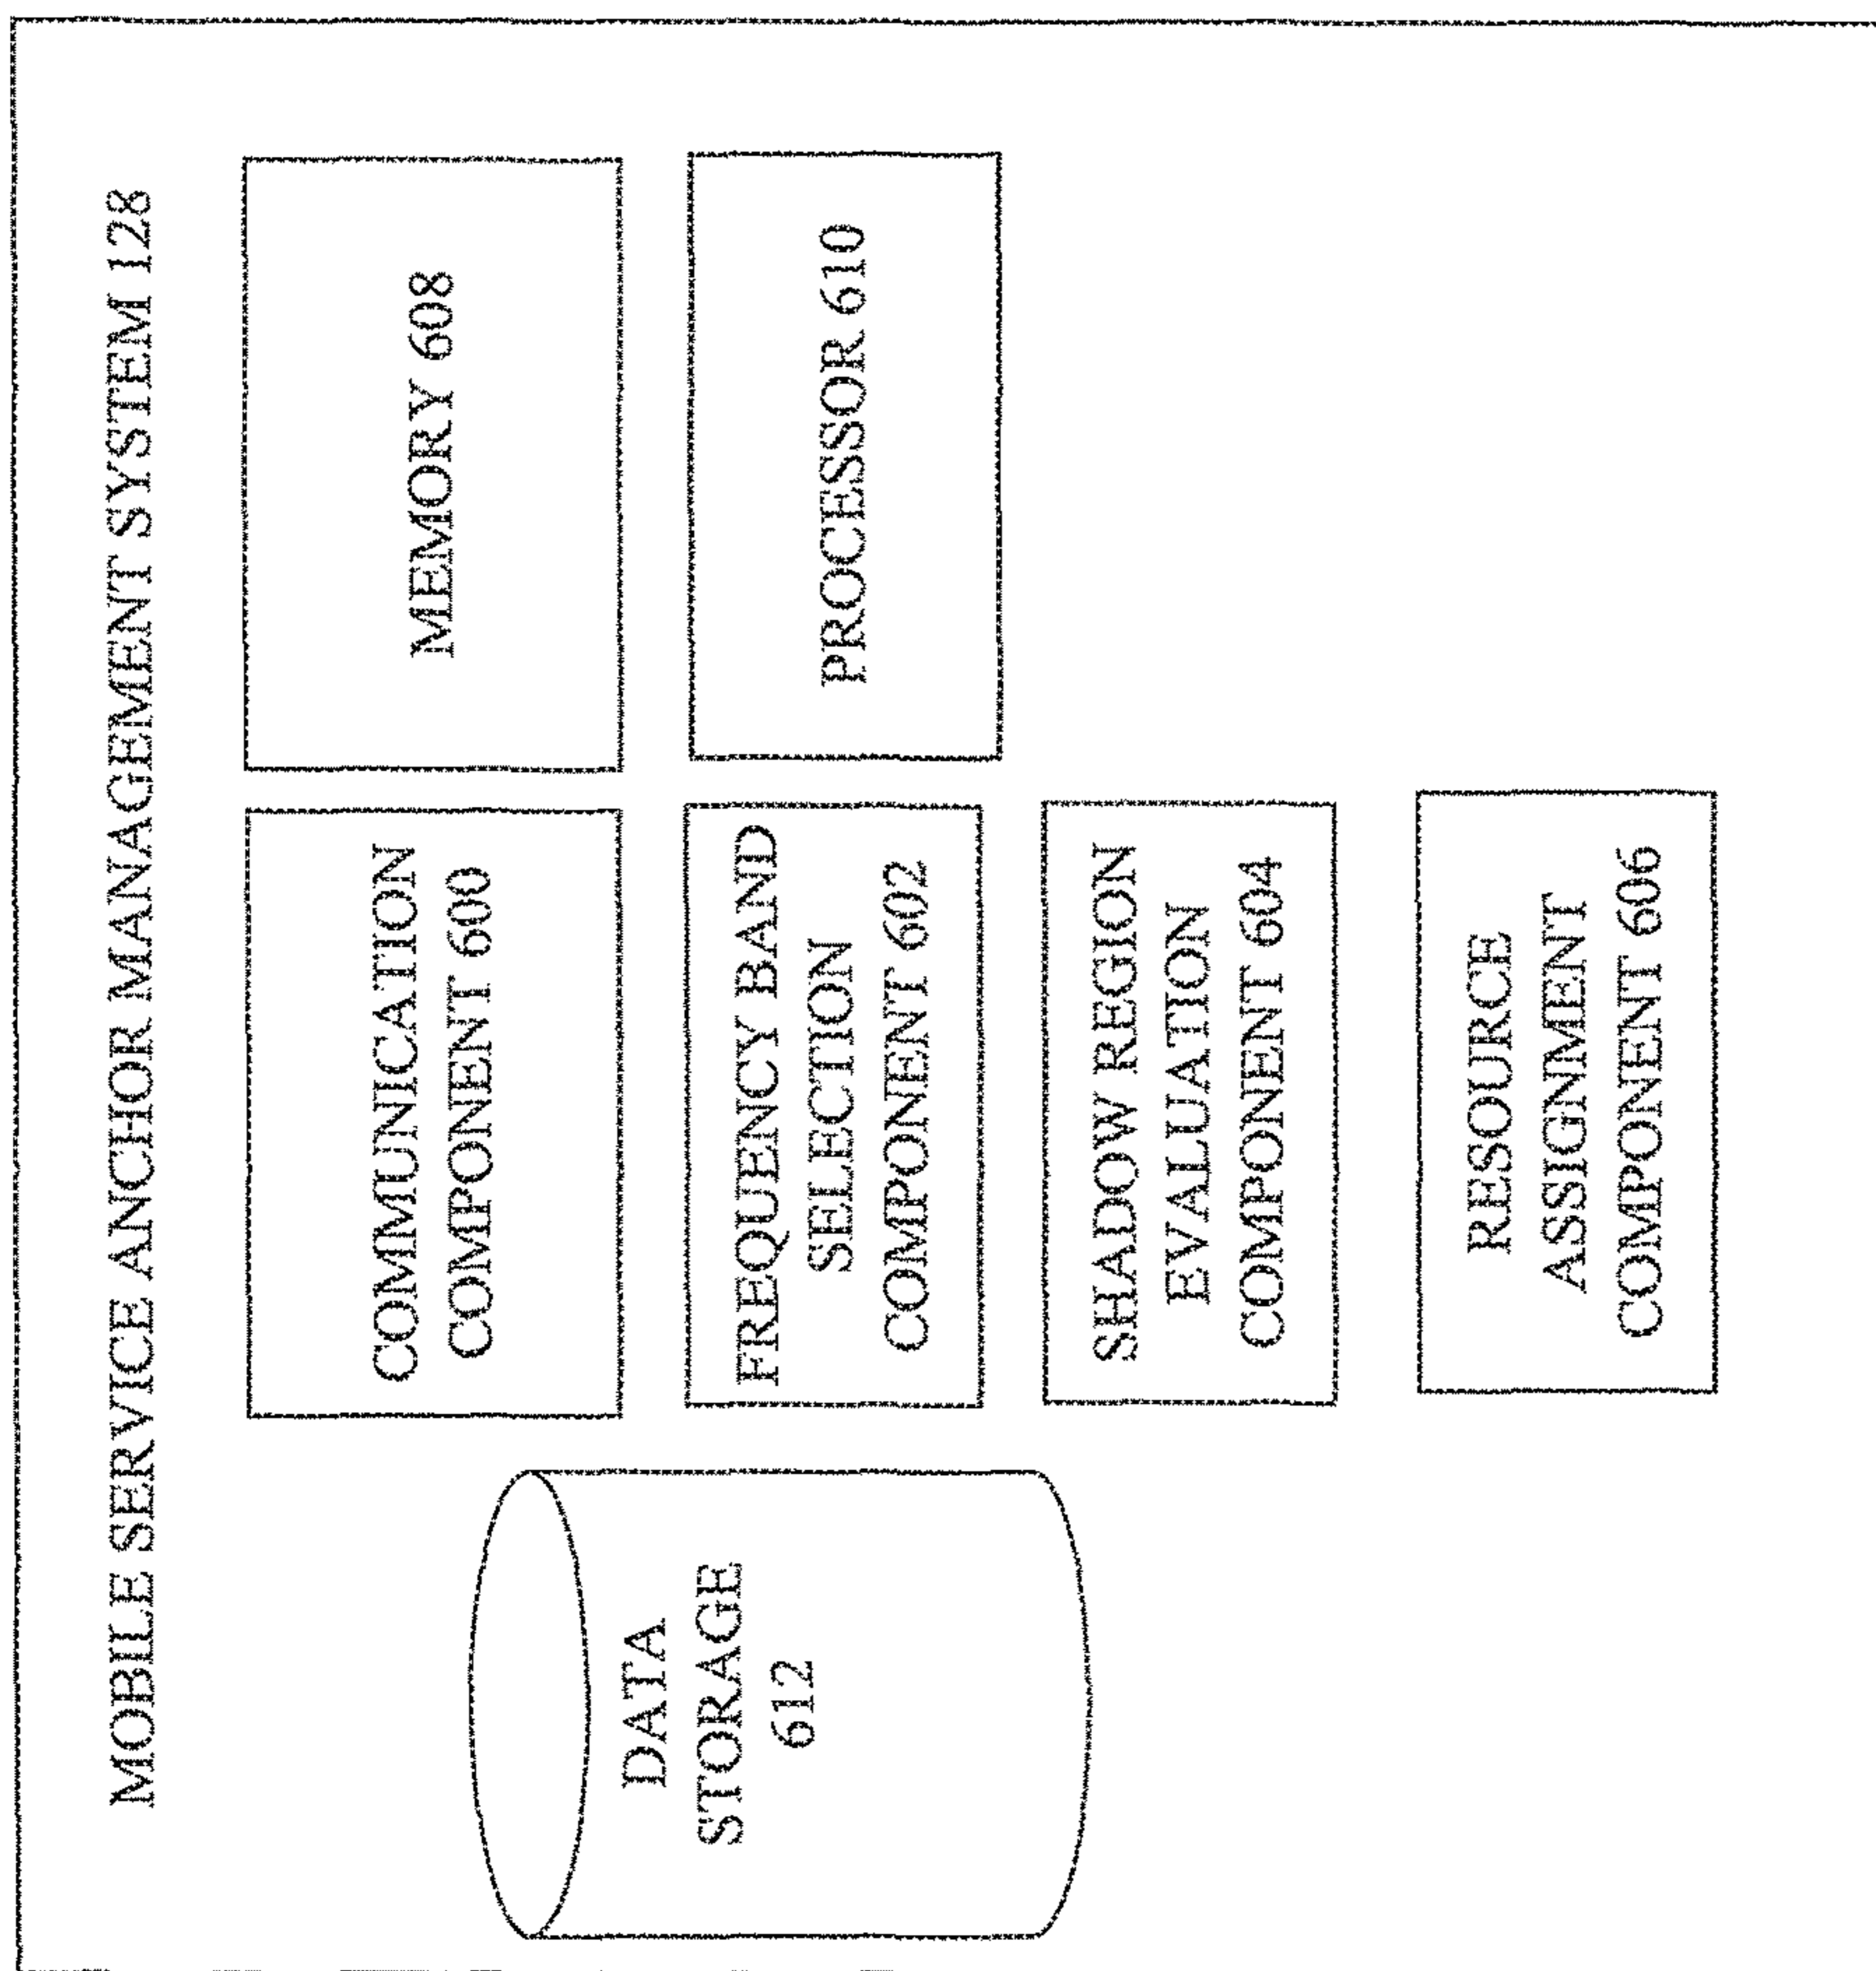 MOBILE SERVICE ANCHOR MANAGEMENT SYSTEM 128
DATA
STORAGE
612
COMMUNICATION
COMPONENT 600
FREQUENCY BAND
SELECTION
COMPONENT 602
SHADOW REGION
EVALUATION
COMPONENT 604
RESOURCE
ASSIGNMENT
COMPONENT 606
MEMORY 608
PROCESSOR 610